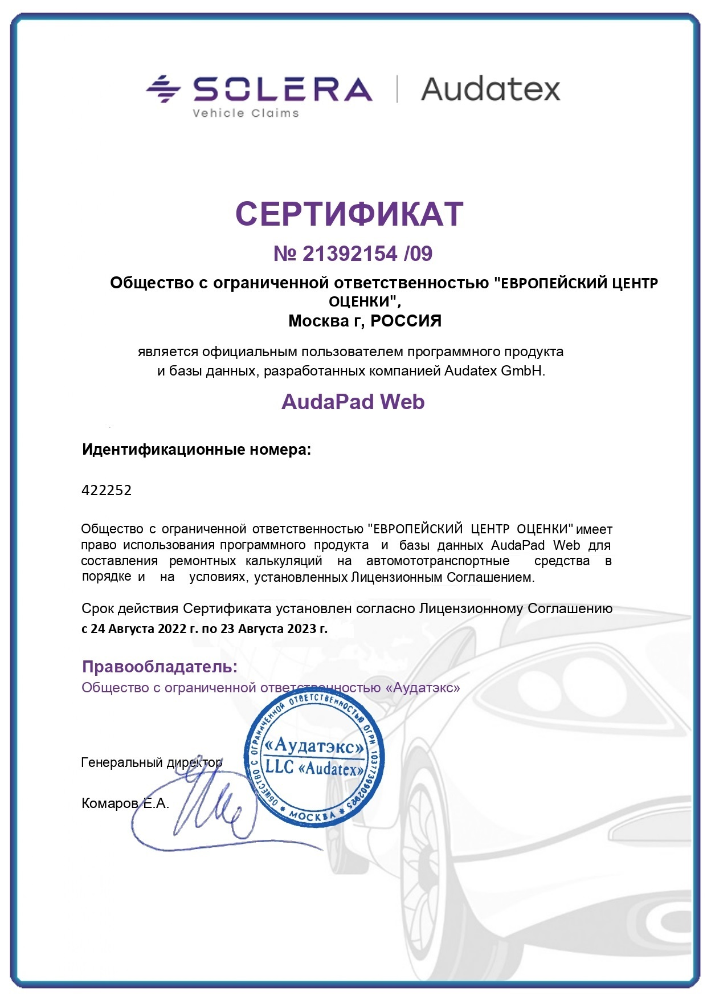 SOLERA | Audatex
Vehicle Claims
СЕРТИФИКАТ
№ 21392154 /09
Общество с ограниченной ответственностью "ЕВРОПЕЙСКИЙ ЦЕНТР
ОЦЕНКИ",
Москва г, РОССИЯ
является официальным пользователем программного продукта
и базы данных, разработанных компанией Audatex GmbH.
AudaPad Web
Идентификационные номера:
422252
Общество с ограниченной ответственностью "ЕВРОПЕЙСКИЙ ЦЕНТР ОЦЕНКИ" имеет
право использования программного продукта и базы данных AudaPad Web для
составления ремонтных калькуляций на автомототранспортные средства в
порядке и на условиях, установленных Лицензионным Соглашением.
Срок действия Сертификата установлен согласно Лицензионному Соглашению
с 24 Августа 2022 г. по 23 Августа 2023 г.
Правообладатель:
Общество с ограниченной ответственностью «Аудатэкс»
ОБЩЕСТВО С ОГРАНИЧЕННОЙ ОТВЕТСТВЕННОСТЬЮ ОГРН 1037739902925
«Аудатэкс»
LLC «Audatex»
* МОСКВА *
Генеральный директор
Комаров Е.А.